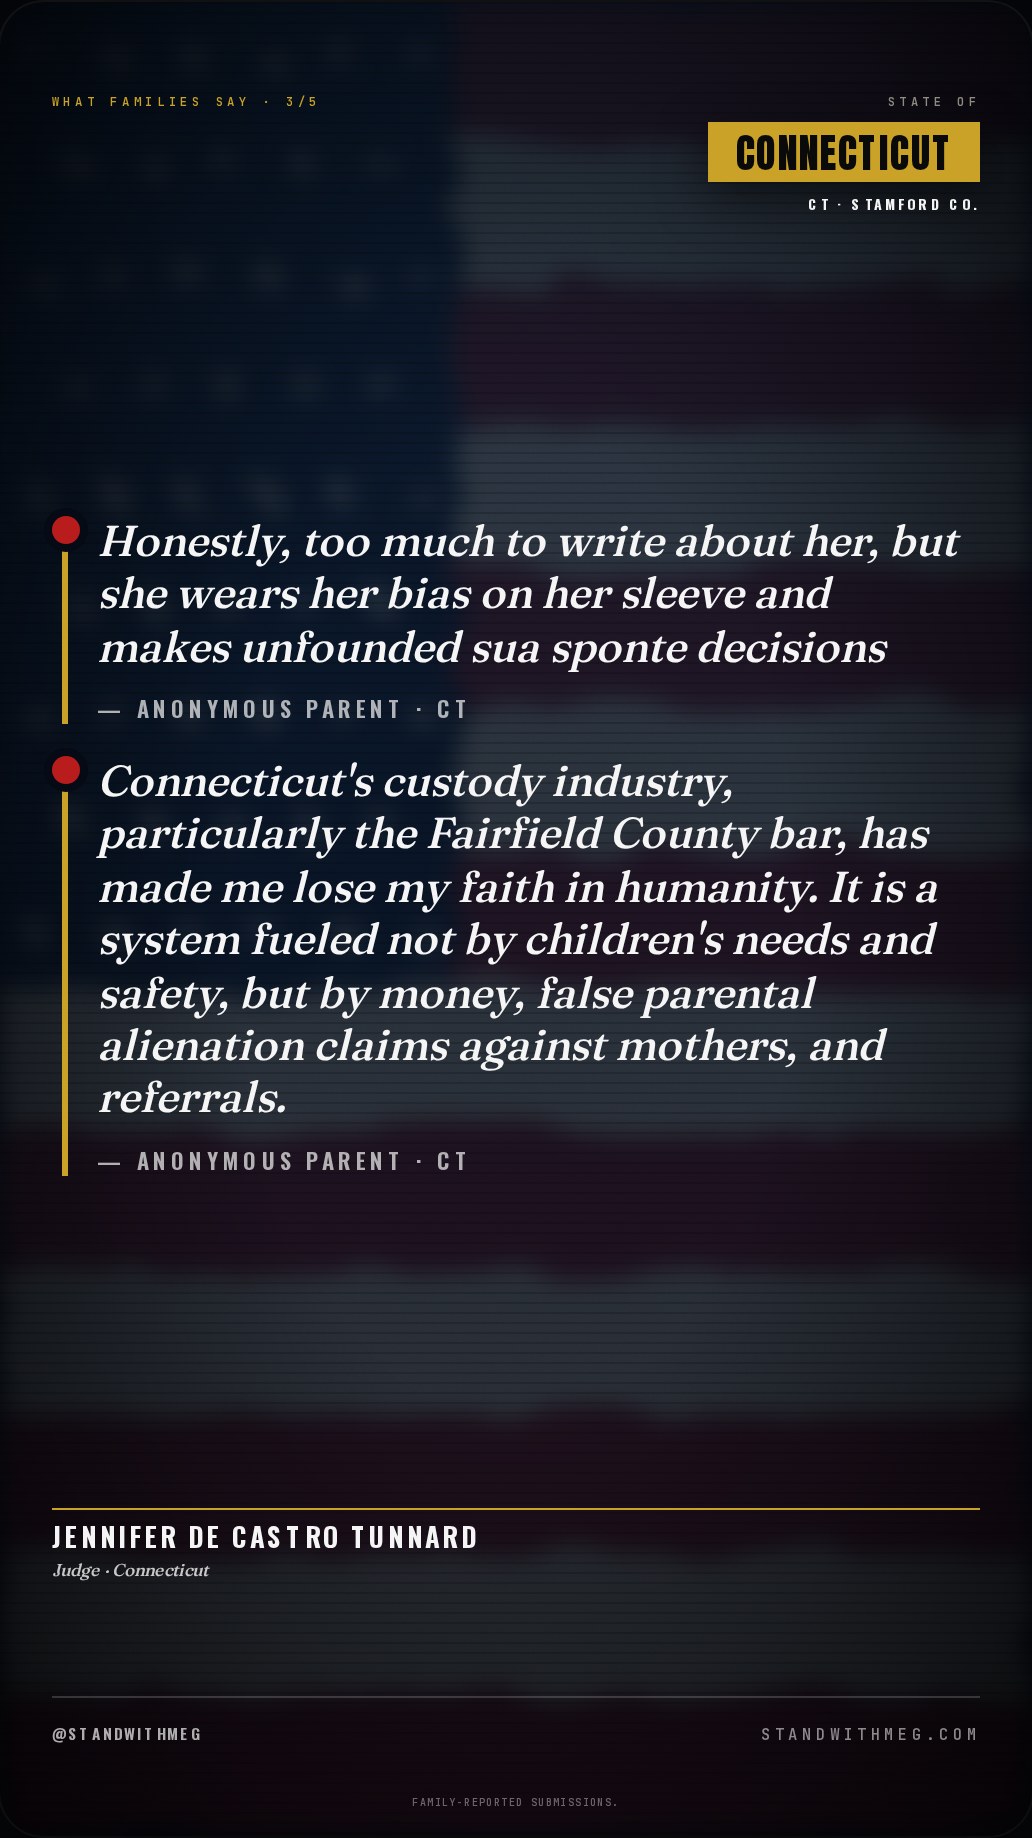 WHAT FAMILIES SAY · 3/5
STATE OF
CONNECTICUT
CT · STAMFORD CO.
Honestly, too much to write about her, but
she wears her bias on her sleeve and
makes unfounded sua sponte decisions
— ANONYMOUS PARENT · CT
Connecticut's custody industry,
particularly the Fairfield County bar, has
made me lose my faith in humanity. It is a
system fueled not by children's needs and
safety, but by money, false parental
alienation claims against mothers, and
referrals.
— ANONYMOUS PARENT · CT
JENNIFER DE CASTRO TUNNARD
Judge · Connecticut
@STANDWITHMEG
STANDWITHMEG.COM
FAMILY-REPORTED SUBMISSIONS.